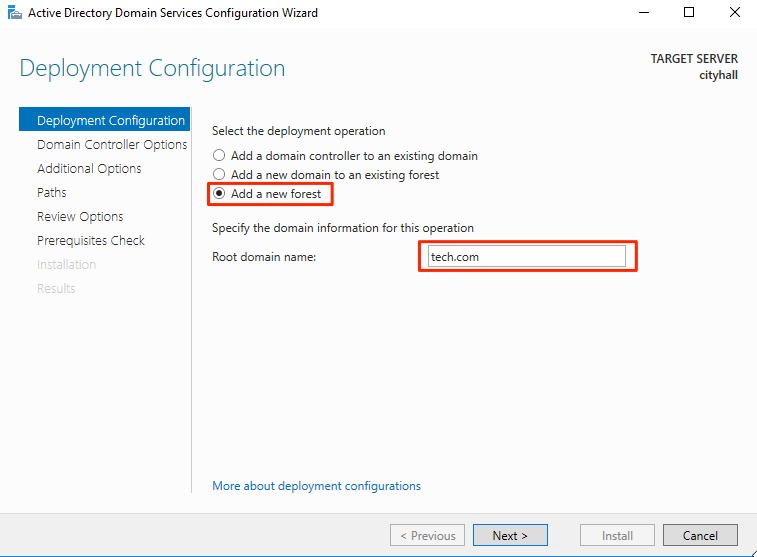 Active Directory Domain Services Configuration Wizard
Deployment Configuration
TARGET SERVER
cityhall
Deployment Configuration
Domain Controller Options
Additional Options
Paths
Review Options
Prerequisites Check
Installation
Results
Select the deployment operation
Add a domain controller to an existing domain
Add a new domain to an existing forest
Add a new forest
Specify the domain information for this operation
Root domain name:
tech.com
More about deployment configurations
< Previous
Next >
Install
Cancel